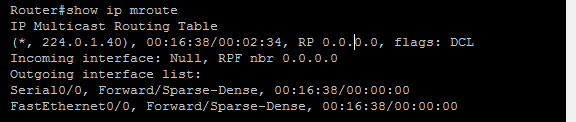 Router#show ip mroute
IP Multicast Routing Table
(*, 224.0.1.40), 00:16:38/00:02:34, RP 0.0.0.0, flags: DCL
Incoming interface: Null, RPF nbr 0.0.0.0
Outgoing interface list:
Serial0/0, Forward/Sparse-Dense, 00:16:38/00:00:00
FastEthernet0/0, Forward/Sparse-Dense, 00:16:38/00:00:00